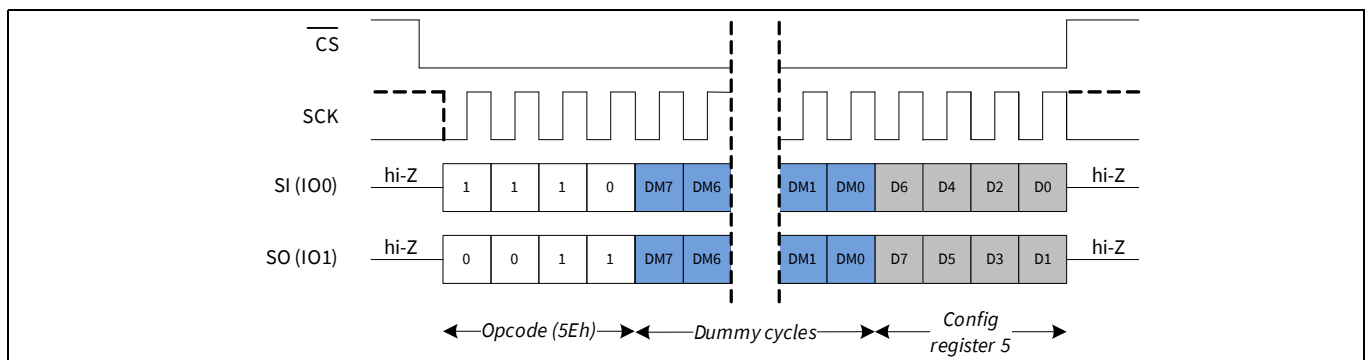 CS
SCK
hi-Z hi-Z
SI (IO0) 1 1 1 0 DM7 DM6 DM1 DM0 D6 D4 D2 D0
hi-Z hi-Z
SO (IO1) 0 0 1 1 DM7 DM6 DM1 DM0 D7 D5 D3 D1
Opcode (5Eh) Dummy cycles Config
register 5